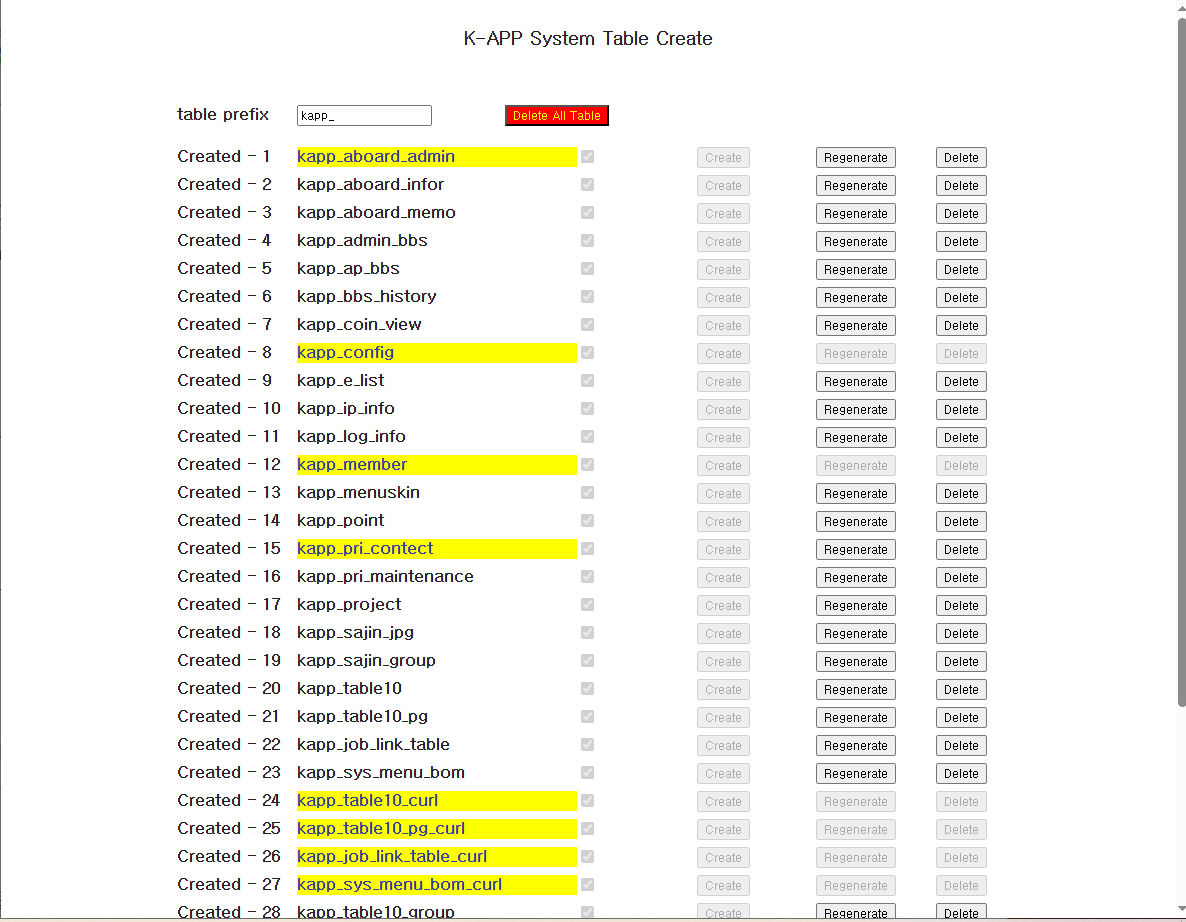 K-APP System Table Create
table prefix kapp_ Delete All Table
Created - 1 kapp_aboard_admin Create Regenerate Delete
Created - 2 kapp_aboard_infor Create Regenerate Delete
Created - 3 kapp_aboard_memo Create Regenerate Delete
Created - 4 kapp_admin_bbs Create Regenerate Delete
Created - 5 kapp_ap_bbs Create Regenerate Delete
Created - 6 kapp_bbs_history Create Regenerate Delete
Created - 7 kapp_coin_view Create Regenerate Delete
Created - 8 kapp_config Create Regenerate Delete
Created - 9 kapp_e_list Create Regenerate Delete
Created - 10 kapp_ip_info Create Regenerate Delete
Created - 11 kapp_log_info Create Regenerate Delete
Created - 12 kapp_member Create Regenerate Delete
Created - 13 kapp_menuskin Create Regenerate Delete
Created - 14 kapp_point Create Regenerate Delete
Created - 15 kapp_pri_contect Create Regenerate Delete
Created - 16 kapp_pri_maintenance Create Regenerate Delete
Created - 17 kapp_project Create Regenerate Delete
Created - 18 kapp_sajin_jpg Create Regenerate Delete
Created - 19 kapp_sajin_group Create Regenerate Delete
Created - 20 kapp_table10 Create Regenerate Delete
Created - 21 kapp_table10_pg Create Regenerate Delete
Created - 22 kapp_job_link_table Create Regenerate Delete
Created - 23 kapp_sys_menu_bom Create Regenerate Delete
Created - 24 kapp_table10_curl Create Regenerate Delete
Created - 25 kapp_table10_pg_curl Create Regenerate Delete
Created - 26 kapp_job_link_table_curl Create Regenerate Delete
Created - 27 kapp_sys_menu_bom_curl Create Regenerate Delete
Created - 28 kapp_table10_group Create Regenerate Delete